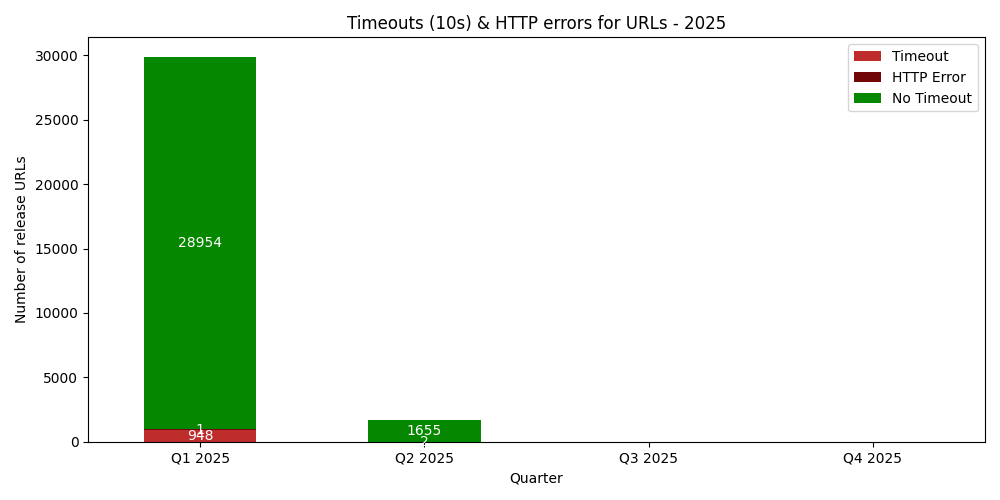 Timeouts (10s) & HTTP errors for URLs - 2025
Timeout
HTTP Error
No Timeout
Number of release URLs
30000
25000
20000
15000
10000
5000
0
28954
1
948
1655
2
Q1 2025
Q2 2025
Q3 2025
Q4 2025
Quarter